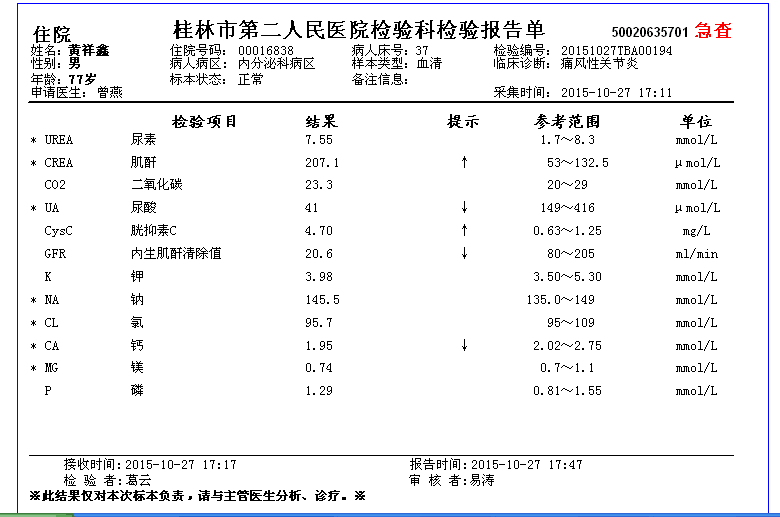 住院 桂林市第二人民医院检验科检验报告单 50020635701 急查
姓名: 黄祥鑫 住院号码: 00016838 病人床号: 37 检验编号: 20151027TBA00194
性别: 男 病人病区: 内分泌科病区 样本类型: 血清 临床诊断: 痛风性关节炎
年龄: 77岁 标本状态: 正常 备注信息:
申请医生: 曾燕 采集时间: 2015-10-27 17:11
检验项目 结果 提示 参考范围 单位
* UREA 尿素 7.55 1.7～8.3 mmol/L
* CREA 肌酐 207.1 ↑ 53～132.5 μmol/L
CO2 二氧化碳 23.3 20～29 mmol/L
* UA 尿酸 41 ↓ 149～416 μmol/L
CysC 胱抑素C 4.70 ↑ 0.63～1.25 mg/L
GFR 内生肌酐清除值 20.6 ↓ 80～205 ml/min
K 钾 3.98 3.50～5.30 mmol/L
* NA 钠 145.5 135.0～149 mmol/L
* CL 氯 95.7 95～109 mmol/L
* CA 钙 1.95 ↓ 2.02～2.75 mmol/L
* MG 镁 0.74 0.7～1.1 mmol/L
P 磷 1.29 0.81～1.55 mmol/L
接收时间: 2015-10-27 17:17 报告时间: 2015-10-27 17:47
检 验 者: 葛云 审 核 者: 易涛
※此结果仅对本次标本负责，请与主管医生分析、诊疗。※